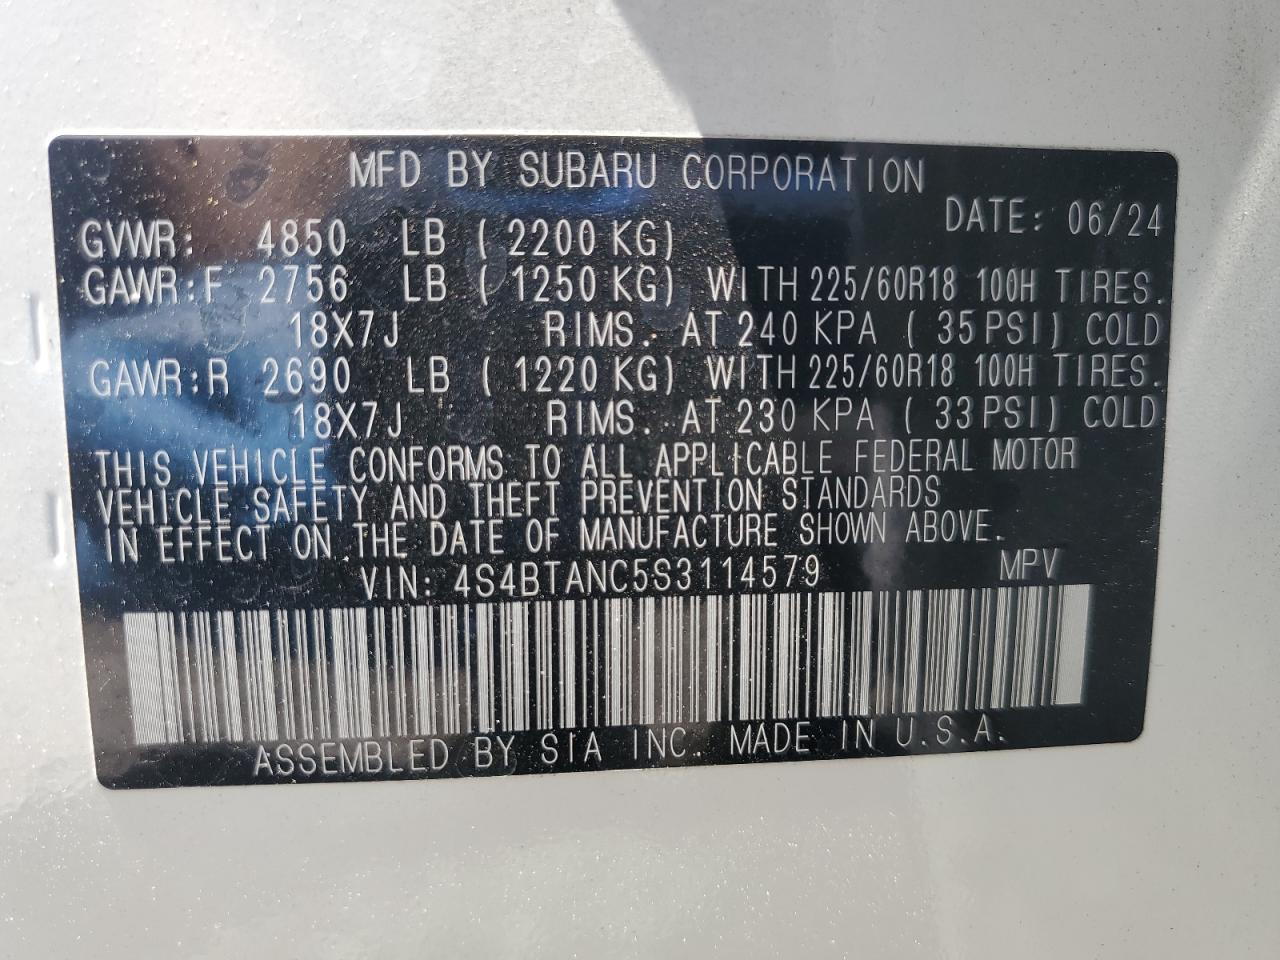 MFD BY SUBARU CORPORATION
DATE: 06/24
GVWR: 4850 LB ( 2200 KG)
GAWR:F 2756 LB ( 1250 KG) WITH 225/60R18 100H TIRES.
18X7J RIMS. AT 240 KPA ( 35 PSI) COLD
GAWR:R 2690 LB ( 1220 KG) WITH 225/60R18 100H TIRES.
18X7J RIMS. AT 230 KPA ( 33 PSI) COLD
THIS VEHICLE CONFORMS TO ALL APPLICABLE FEDERAL MOTOR
VEHICLE SAFETY AND THEFT PREVENTION STANDARDS
IN EFFECT ON THE DATE OF MANUFACTURE SHOWN ABOVE.
VIN: 4S4BTANC5S3114579 MPV
ASSEMBLED BY SIA INC. MADE IN U.S.A.